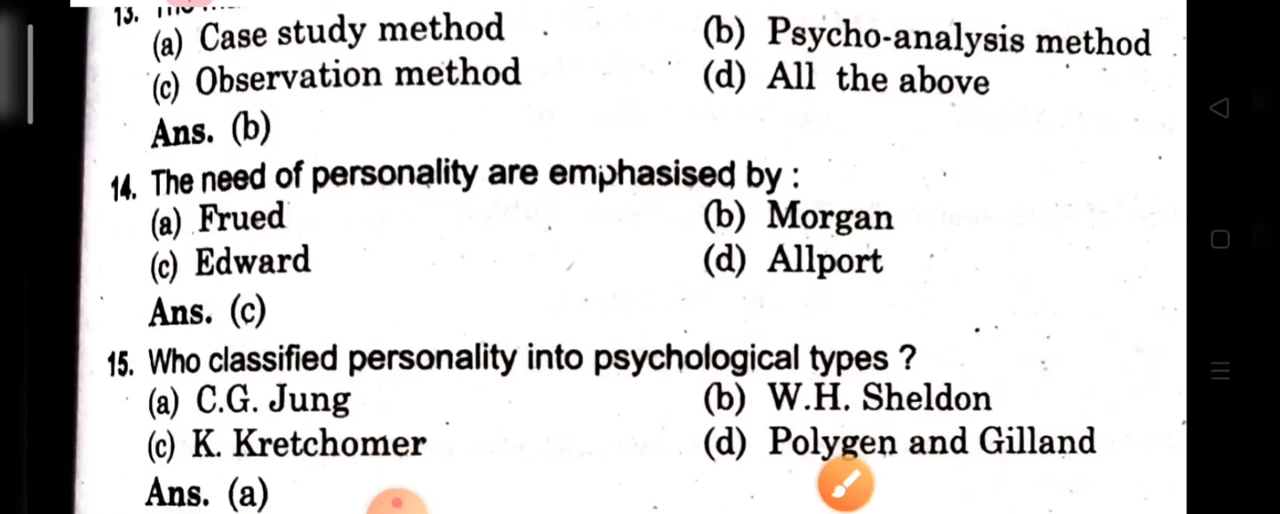 13.
(a) Case study method (b) Psycho-analysis method
(c) Observation method (d) All the above
Ans. (b)
14. The need of personality are emphasised by :
(a) Frued (b) Morgan
(c) Edward (d) Allport
Ans. (c)
15. Who classified personality into psychological types ?
(a) C.G. Jung (b) W.H. Sheldon
(c) K. Kretchomer (d) Polygen and Gilland
Ans. (a)